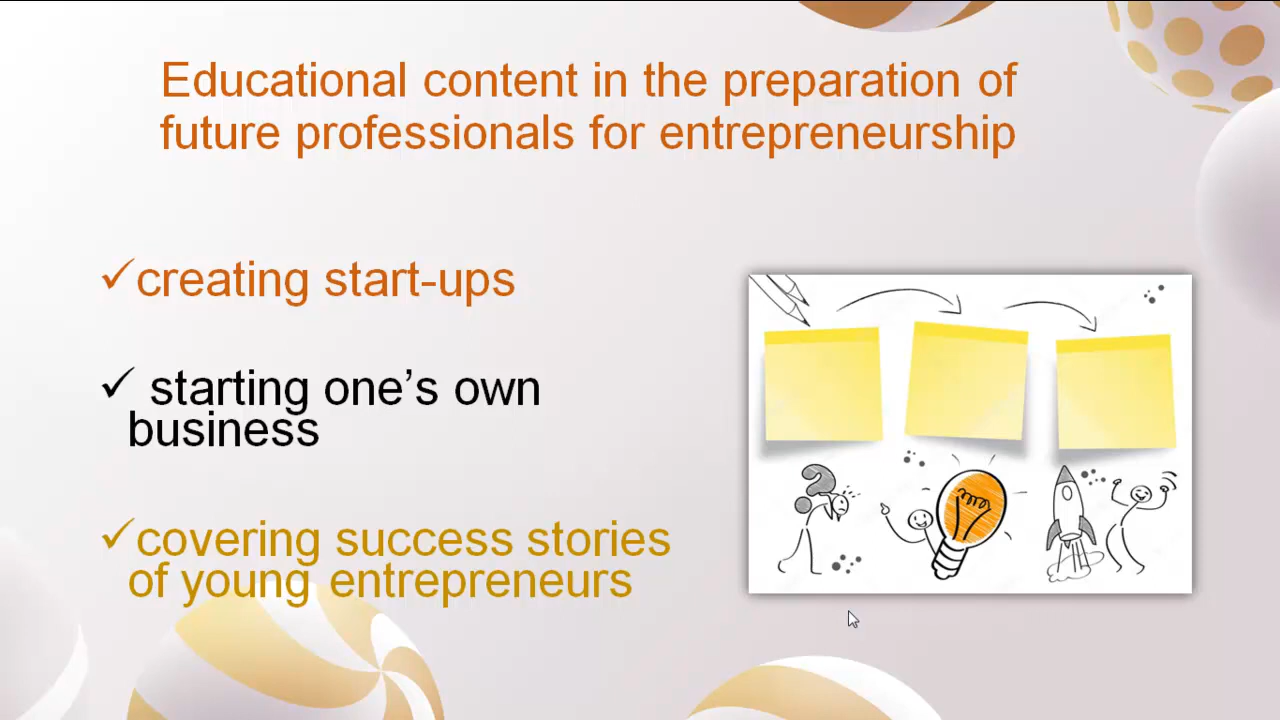 Educational content in the preparation of
future professionals for entrepreneurship
✓creating start-ups
✓ starting one’s own
business
✓covering success stories
of young entrepreneurs